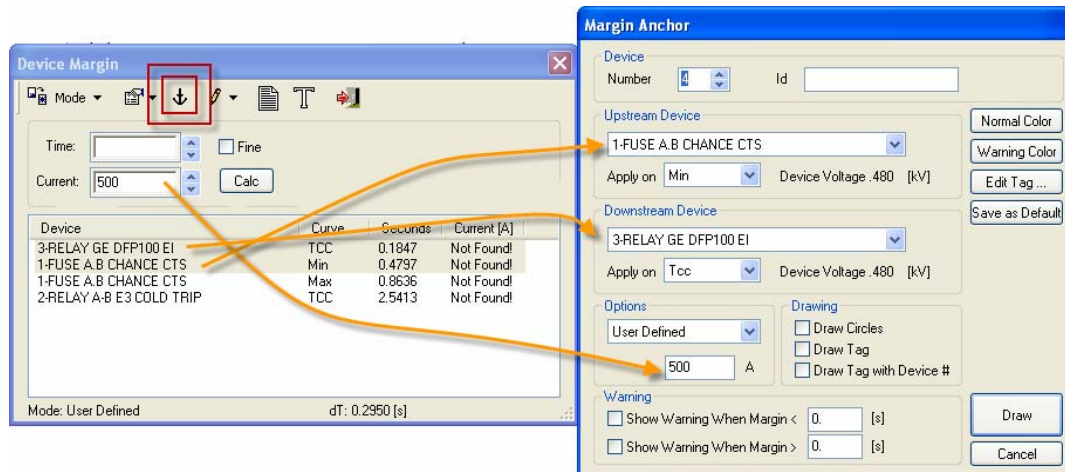 Device Margin
Mode
Time:
Fine
Current: 500
Calc
Device Curve Seconds Current [A]
3-RELAY GE DFP100 EI TCC 0.1847 Not Found!
1-FUSE A.B CHANCE CTS Min 0.4797 Not Found!
1-FUSE A.B CHANCE CTS Max 0.8636 Not Found!
2-RELAY A-B E3 COLD TRIP TCC 2.5413 Not Found!
Mode: User Defined dT: 0.2950 [s]
Margin Anchor
Device
Number 4 Id
Upstream Device
1-FUSE A.B CHANCE CTS
Apply on Min Device Voltage .480 [kV]
Downstream Device
3-RELAY GE DFP100 EI
Apply on Tcc Device Voltage .480 [kV]
Options
User Defined
500 A
Drawing
Draw Circles
Draw Tag
Draw Tag with Device #
Warning
Show Warning When Margin < 0. [s]
Show Warning When Margin > 0. [s]
Normal Color
Warning Color
Edit Tag ...
Save as Default
Draw
Cancel